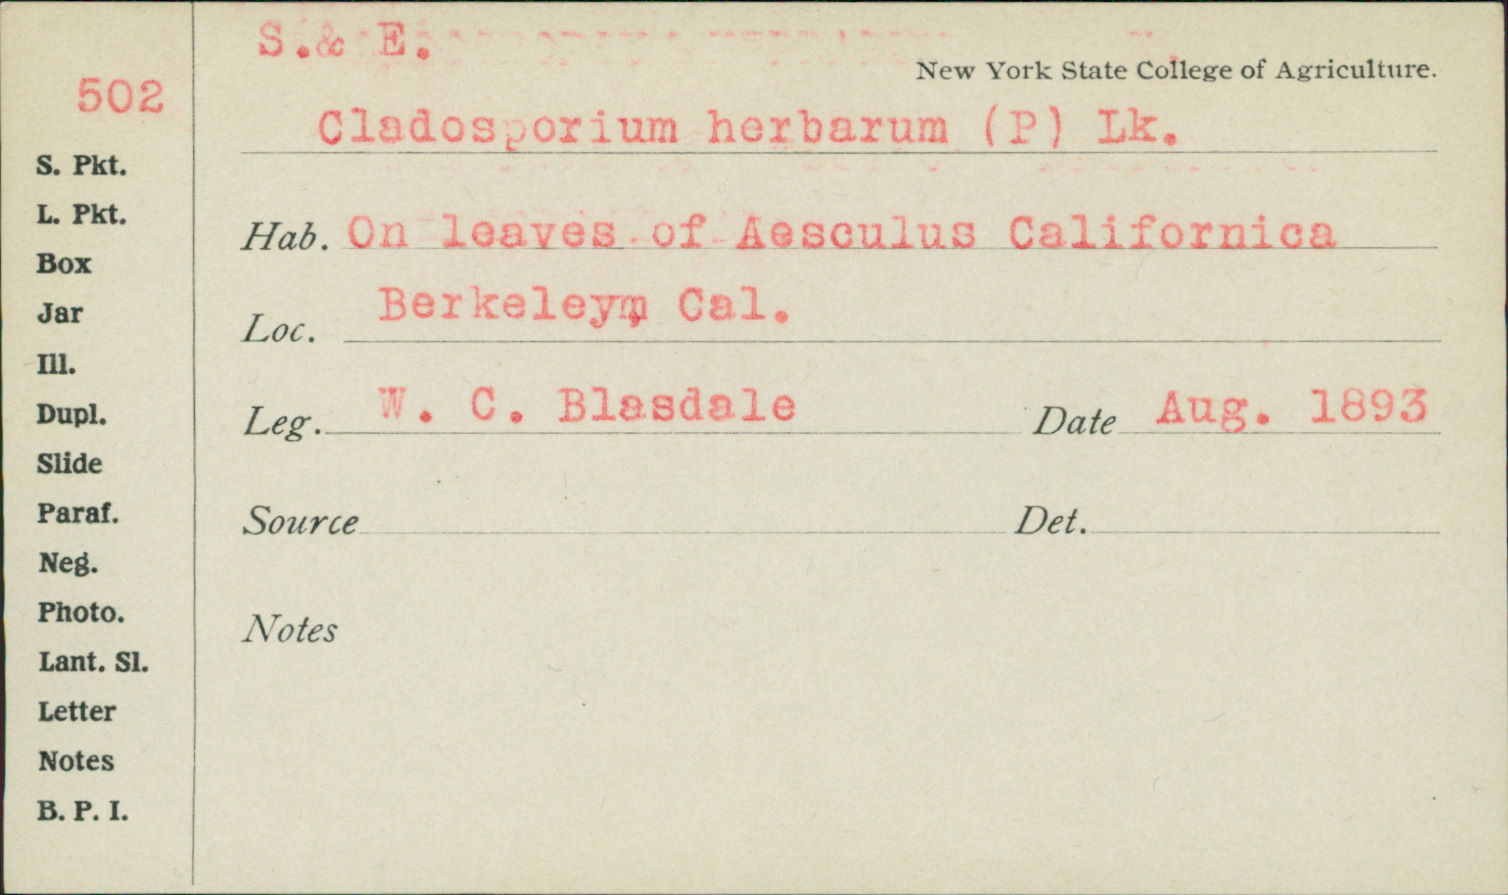 S.& E.
New York State College of Agriculture.
502
Cladosporium herbarum (P) Lk.
S. Pkt.
L. Pkt.
Box
Jar
Ill.
Dupl.
Slide
Paraf.
Neg.
Photo.
Lant. Sl.
Letter
Notes
B. P. I.
Hab. On leaves of Aesculus Californica
Loc. Berkeley, Cal.
Leg. W. C. Blasdale Date Aug. 1893
Source Det.
Notes